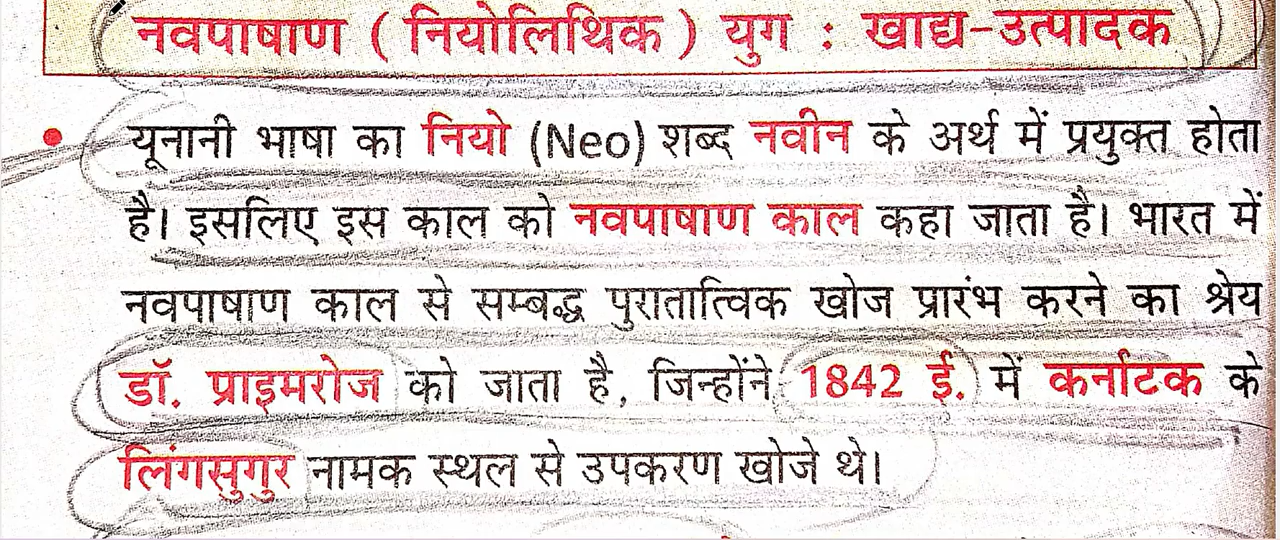 नवपाषाण ( नियोलिथिक ) युग : खाद्य-उत्पादक
• यूनानी भाषा का नियो (Neo) शब्द नवीन के अर्थ में प्रयुक्त होता
है। इसलिए इस काल को नवपाषाण काल कहा जाता है। भारत में
नवपाषाण काल से सम्बद्ध पुरातात्विक खोज प्रारंभ करने का श्रेय
डॉ. प्राइमरोज को जाता है, जिन्होंने 1842 ई. में कर्नाटक के
लिंगसुगुर नामक स्थल से उपकरण खोजे थे।